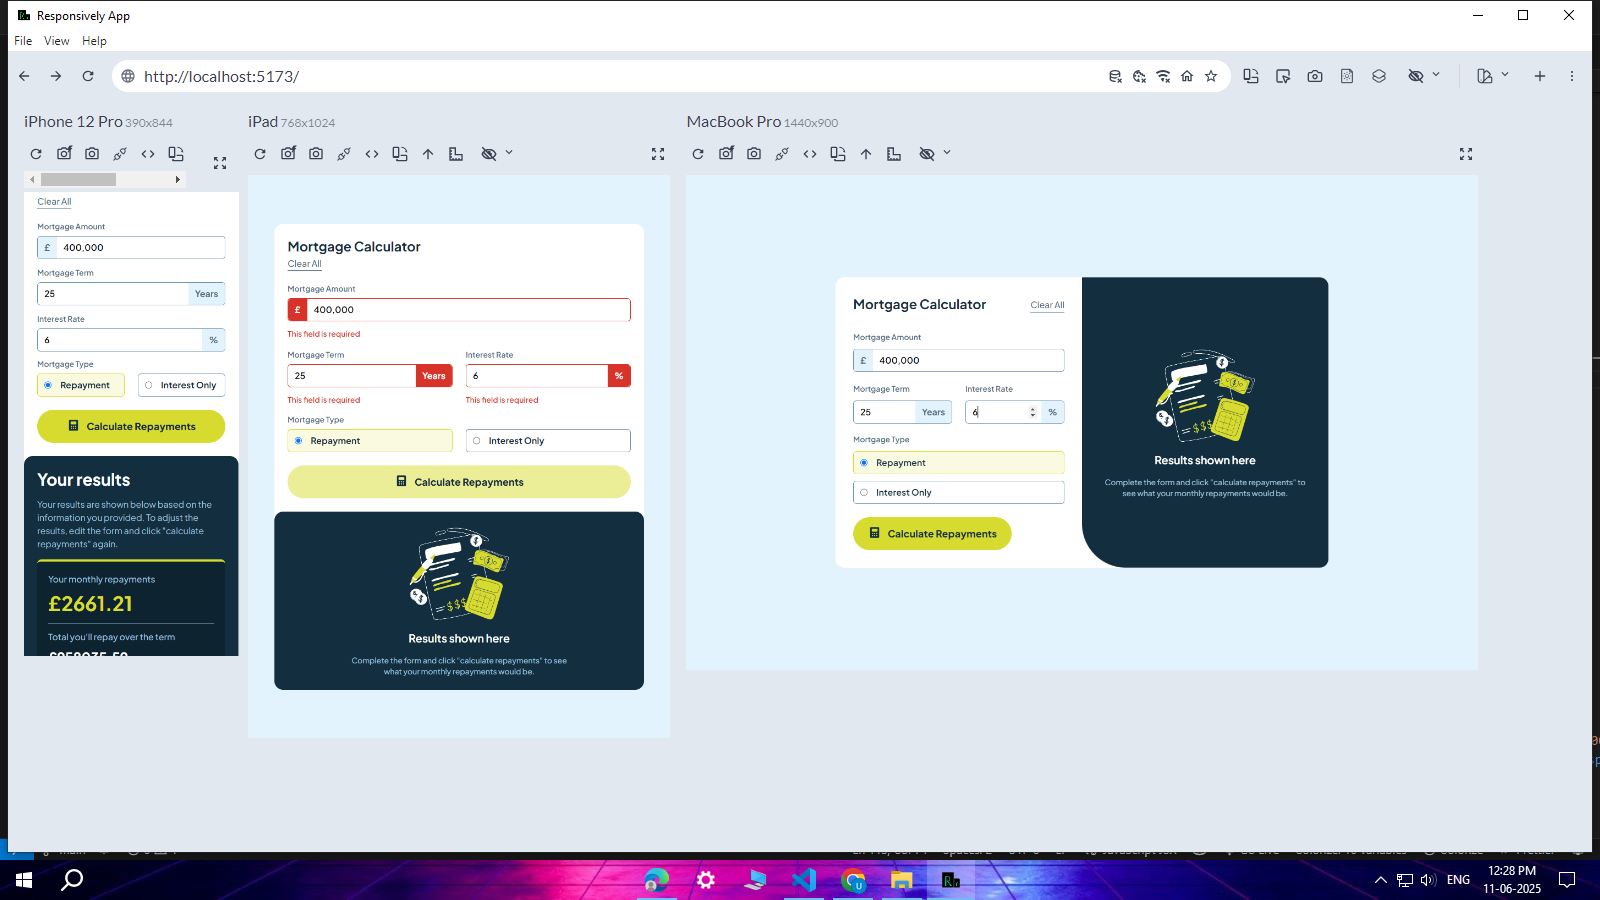 Responsively App
File View Help
http://localhost:5173/
iPhone 12 Pro 390x844
Clear All
Mortgage Amount
£ 400,000
Mortgage Term
25 Years
Interest Rate
6 %
Mortgage Type
Repayment Interest Only
Calculate Repayments
Your results
Your results are shown below based on the
information you provided. To adjust the
results, edit the form and click "calculate
repayments" again.
Your monthly repayments
£2661.21
Total you'll repay over the term
iPad 768x1024
Mortgage Calculator
Clear All
Mortgage Amount
£ 400,000
This field is required
Mortgage Term Interest Rate
25 Years 6 %
This field is required This field is required
Mortgage Type
Repayment Interest Only
Calculate Repayments
Results shown here
Complete the form and click "calculate repayments" to see
what your monthly repayments would be.
MacBook Pro 1440x900
Mortgage Calculator Clear All
Mortgage Amount
£ 400,000
Mortgage Term Interest Rate
25 Years 6 %
Mortgage Type
Repayment
Interest Only
Calculate Repayments
Results shown here
Complete the form and click "calculate repayments" to
see what your monthly repayments would be.
ENG
12:28 PM
11-06-2025